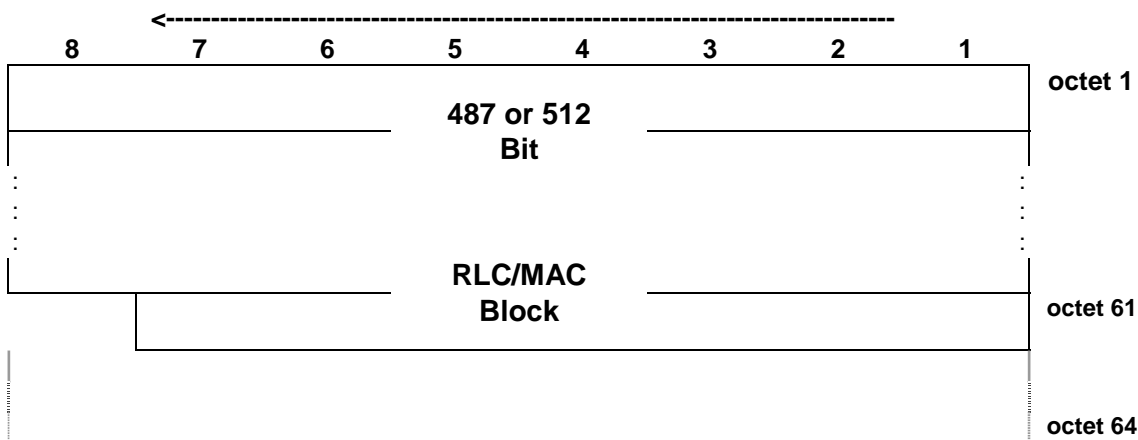 <-------------------------------------------------------------------------------
8 7 6 5 4 3 2 1
octet 1
487 or 512
Bit
: :
: :
: :
RLC/MAC
Block
octet 61
octet 64